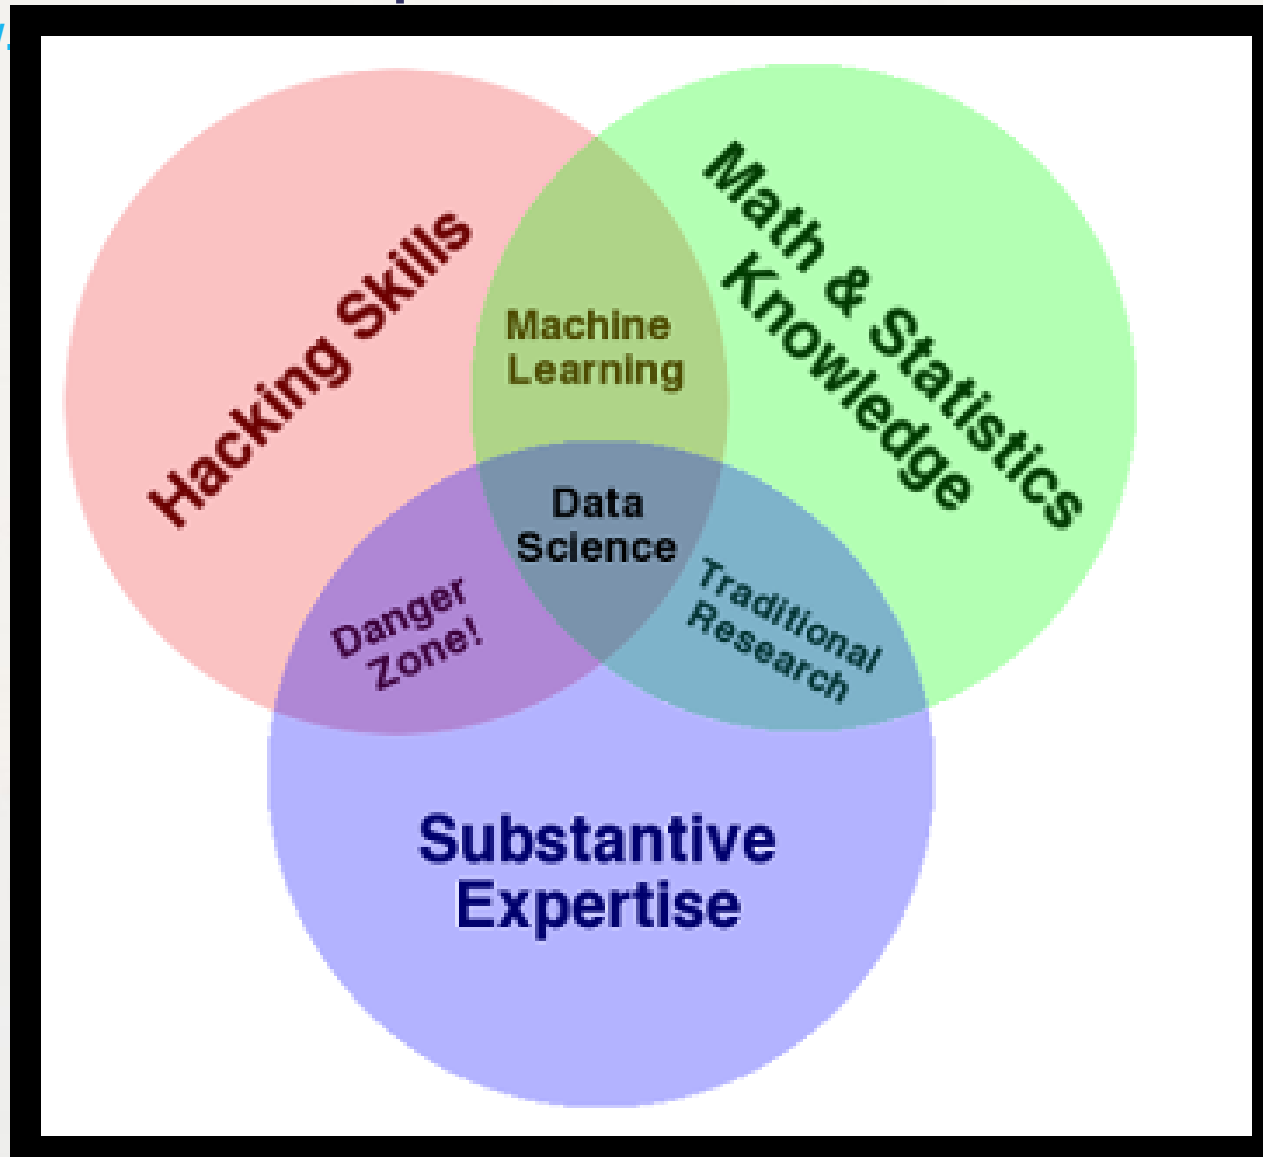 Hacking Skills
Math & Statistics
Knowledge
Machine
Learning
Data
Science
Danger
Zone!
Traditional
Research
Substantive
Expertise